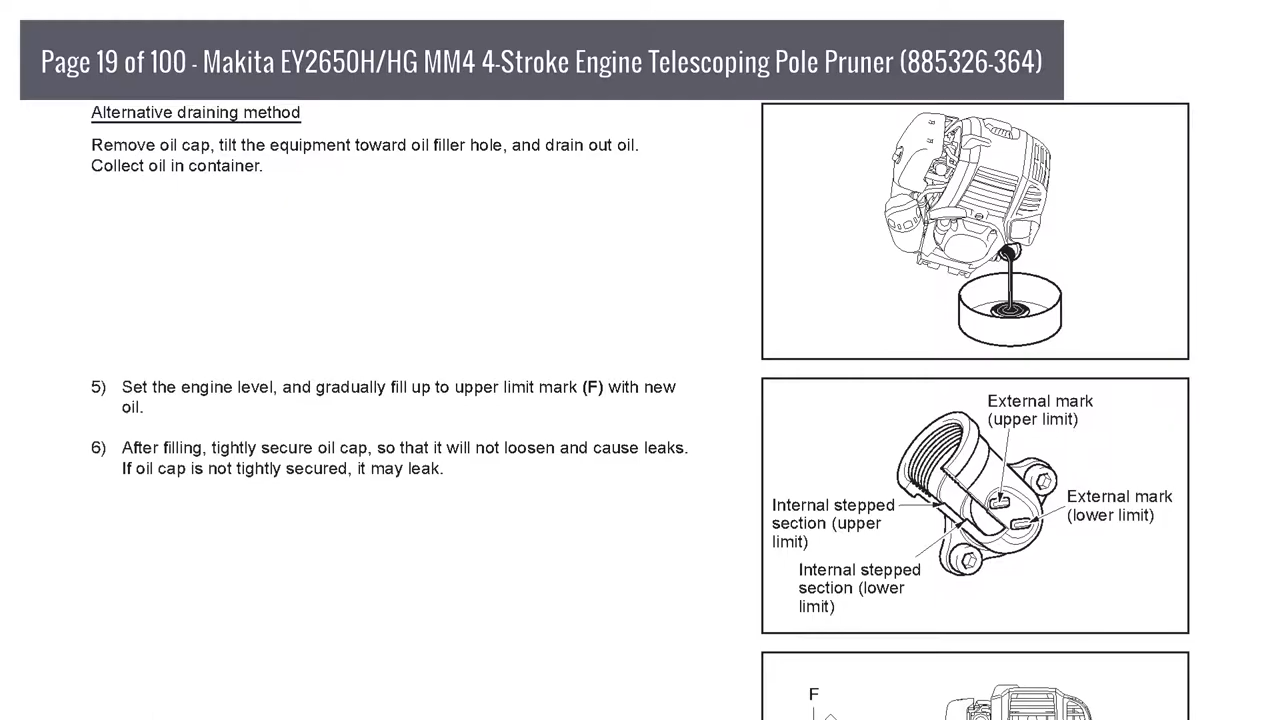 Page 19 of 100 - Makita EY2650H/HG MM4 4-Stroke Engine Telescoping Pole Pruner (885326-364)
Alternative draining method
Remove oil cap, tilt the equipment toward oil filler hole, and drain out oil.
Collect oil in container.
5) Set the engine level, and gradually fill up to upper limit mark (F) with new
oil.
6) After filling, tightly secure oil cap, so that it will not loosen and cause leaks.
If oil cap is not tightly secured, it may leak.
External mark
(upper limit)
External mark
(lower limit)
Internal stepped
section (upper
limit)
Internal stepped
section (lower
limit)
F